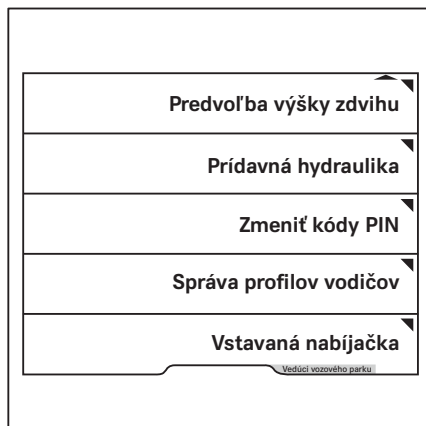 Predvoľba výšky zdvihu
Prídavná hydraulika
Zmeniť kódy PIN
Správa profilov vodičov
Vstavaná nabíjačka
Vedúci vozového parku